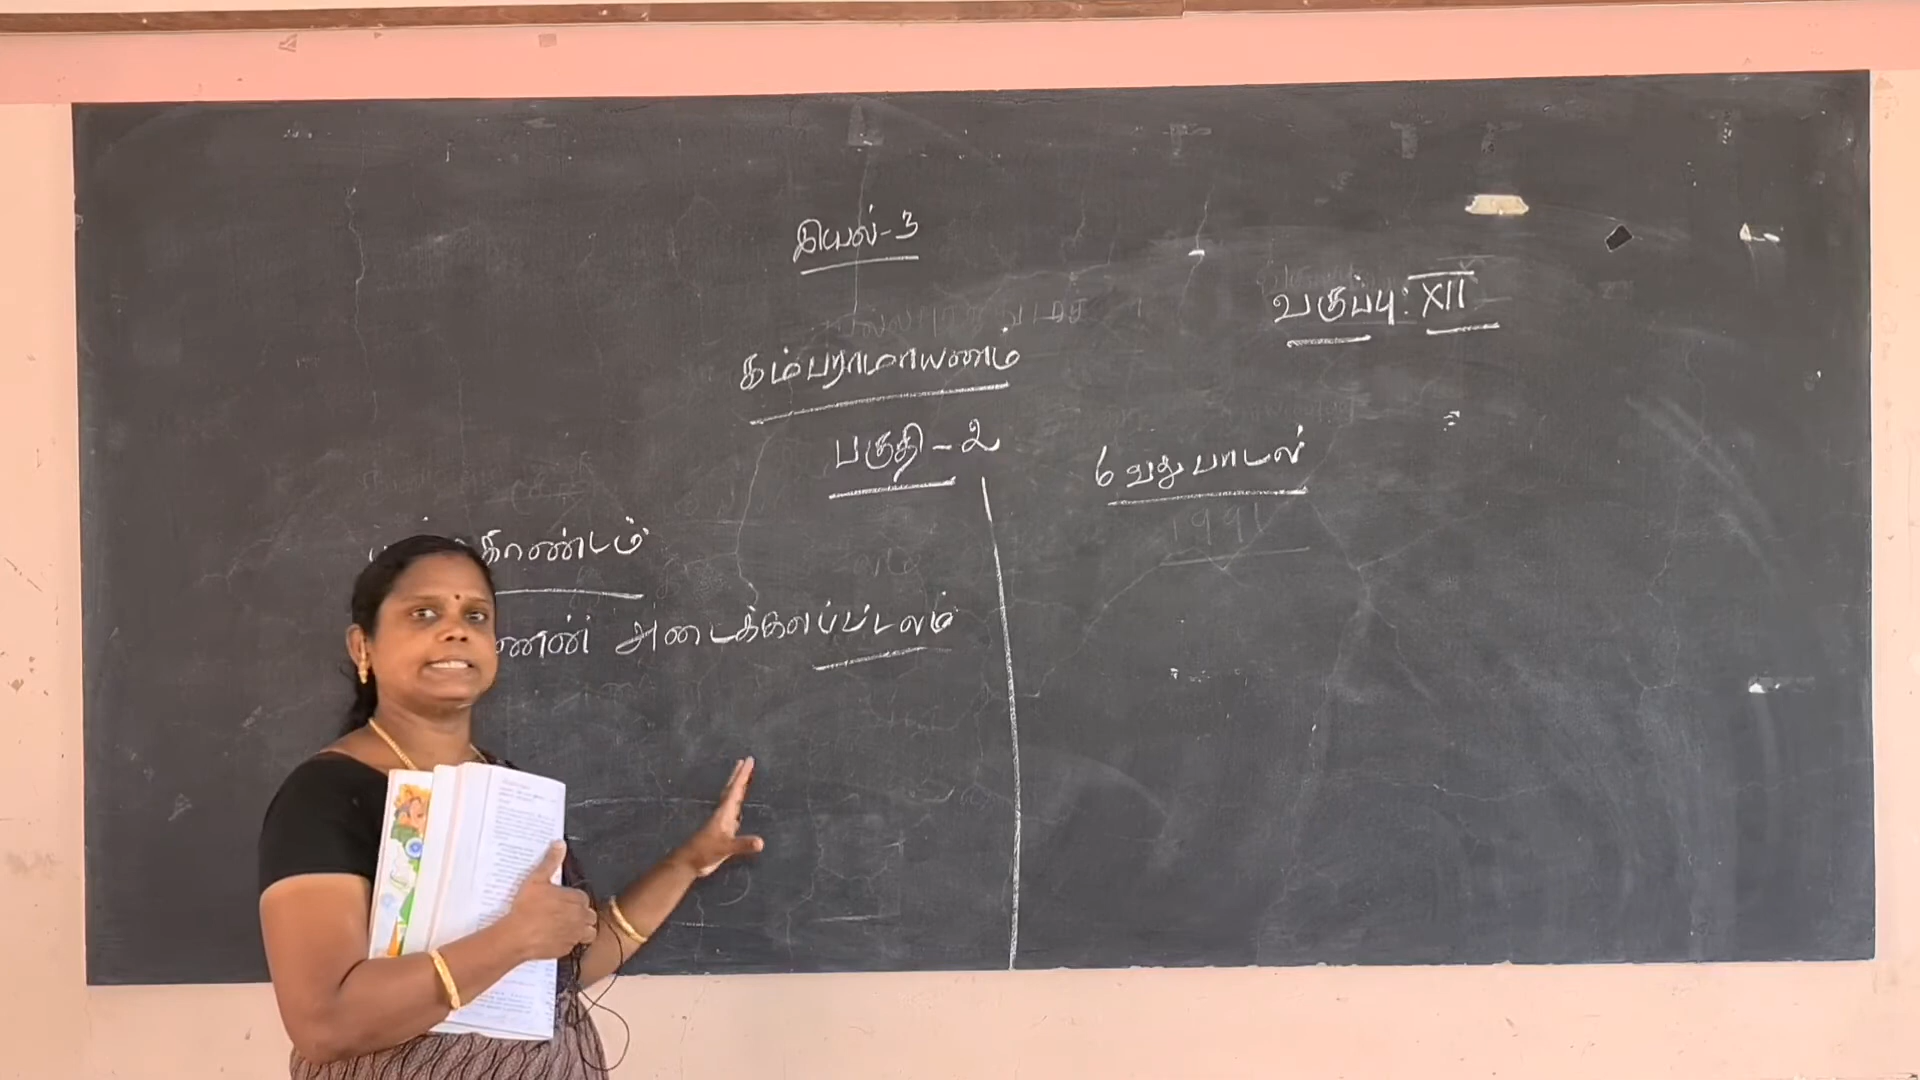 இயல்-3
வகுப்பு: XII
கம்பராமாயணம்
பகுதி-2
6 வது பாடல்
காண்டம்
ணன் அடைக்கலப்படலம்